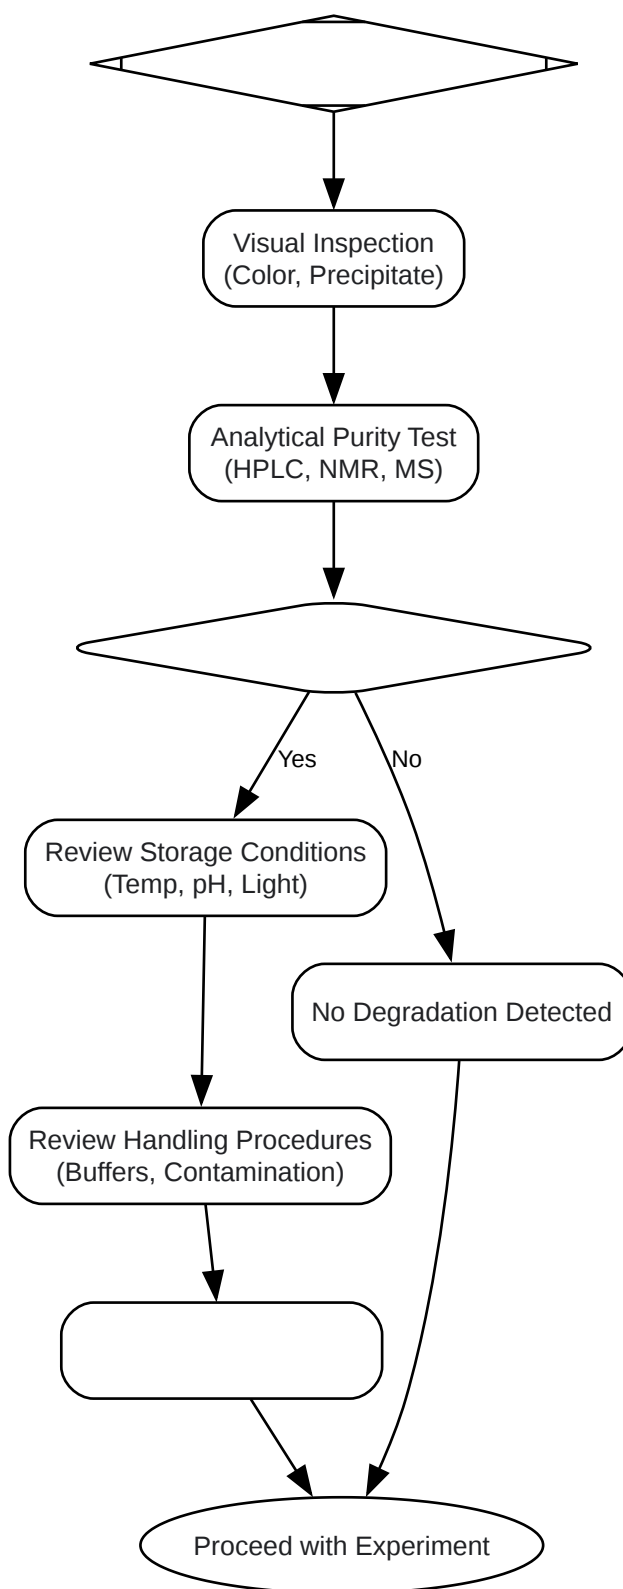 Visual Inspection
(Color, Precipitate)
Analytical Purity Test
(HPLC, NMR, MS)
Yes
No
Review Storage Conditions
(Temp, pH, Light)
No Degradation Detected
Review Handling Procedures
(Buffers, Contamination)
Proceed with Experiment